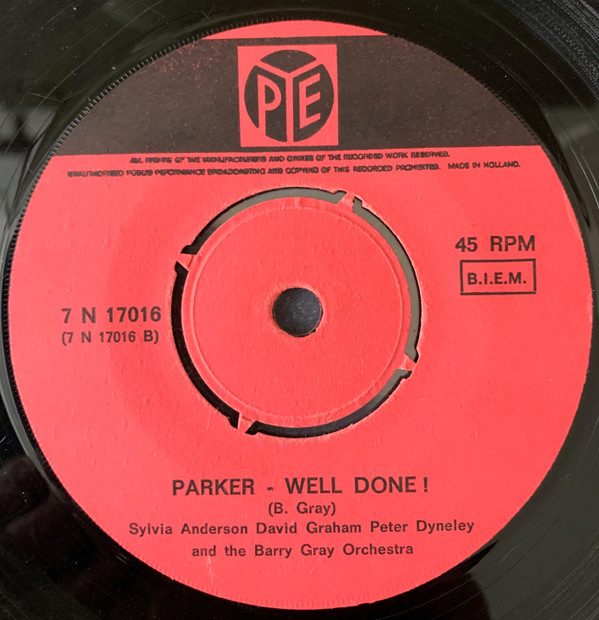 PYE
ALL RIGHTS OF THE MANUFACTURERS AND OWNER OF THE RECORDED WORK RESERVED.
UNAUTHORISED PUBLIC PERFORMANCE BROADCASTING AND COPYING OF THIS RECORDED PROHIBITED. MADE IN HOLLAND.
45 RPM
B.I.E.M.
7 N 17016
(7 N 17016 B)
PARKER - WELL DONE!
(B. Gray)
Sylvia Anderson David Graham Peter Dyneley
and the Barry Gray Orchestra